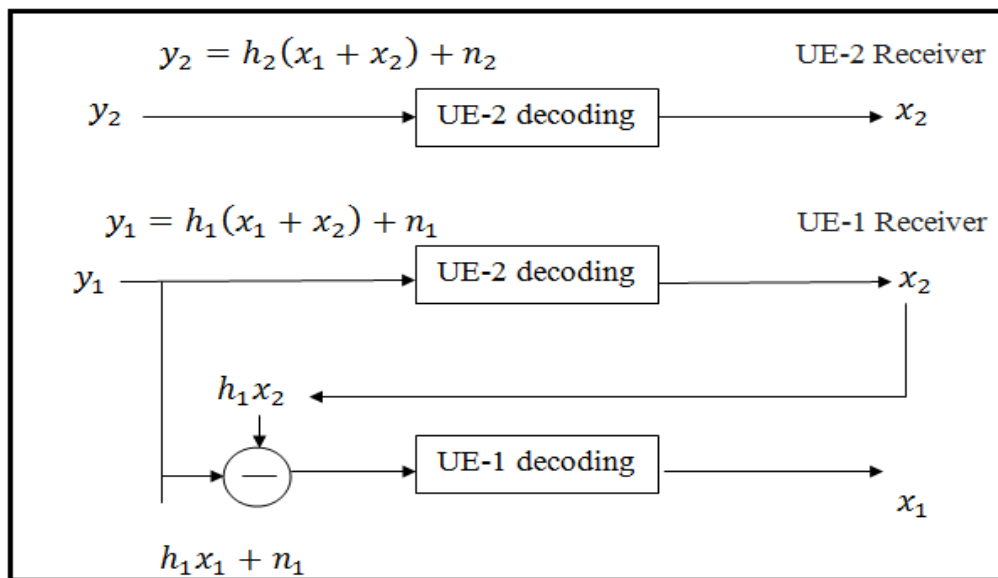 y₂ = h₂(x₁ + x₂) + n₂
UE-2 Receiver
y₂
UE-2 decoding
x₂
y₁ = h₁(x₁ + x₂) + n₁
UE-1 Receiver
y₁
UE-2 decoding
x₂
h₁x₂
—
UE-1 decoding
x₁
h₁x₁ + n₁